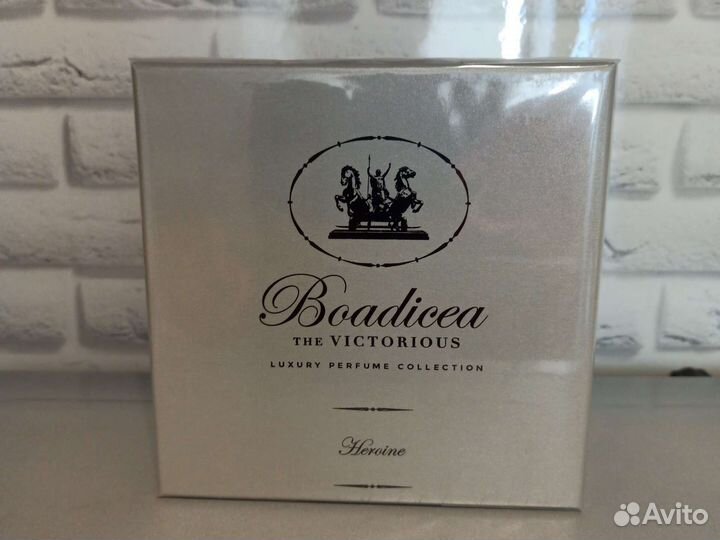 Boadicea
THE VICTORIOUS
LUXURY PERFUME COLLECTION
Heroine
Avito